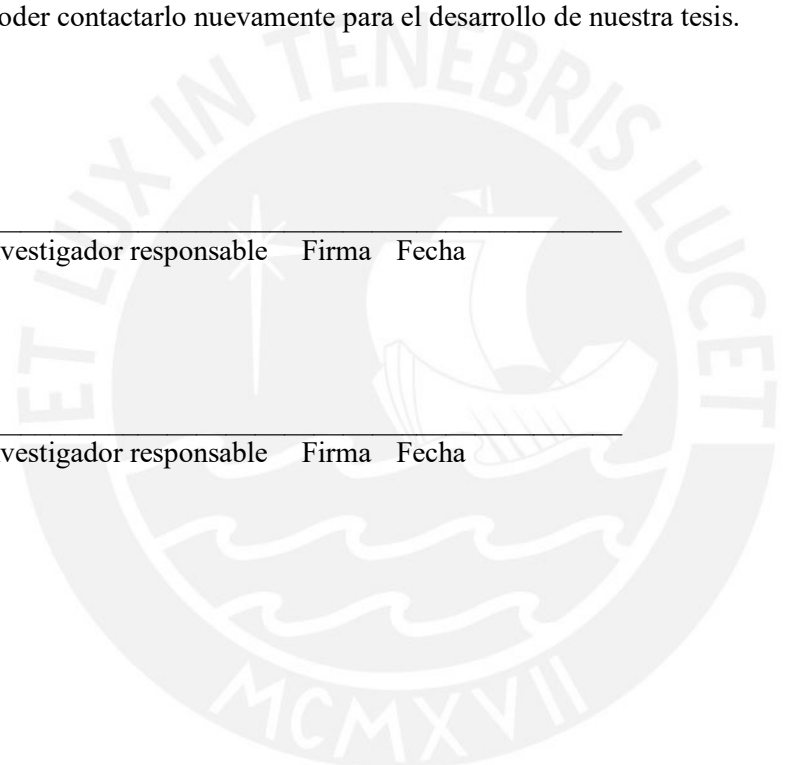 oder contactarlo nuevamente para el desarrollo de nuestra tesis.
ET LUX IN TENEBRIS LUCET
vestigador responsable Firma Fecha
vestigador responsable Firma Fecha
MCMXVII